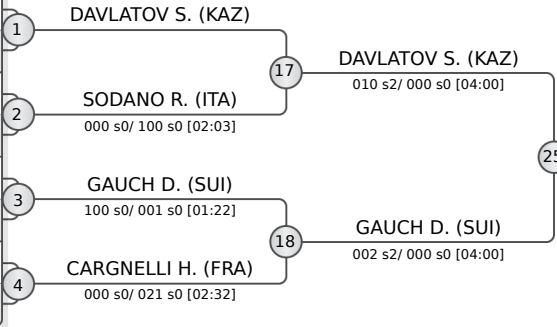 1
DAVLATOV S. (KAZ)
17
DAVLATOV S. (KAZ)
010 s2/ 000 s0 [04:00]
2
SODANO R. (ITA)
000 s0/ 100 s0 [02:03]
25
3
GAUCH D. (SUI)
100 s0/ 001 s0 [01:22]
18
GAUCH D. (SUI)
002 s2/ 000 s0 [04:00]
4
CARGNELLI H. (FRA)
000 s0/ 021 s0 [02:32]